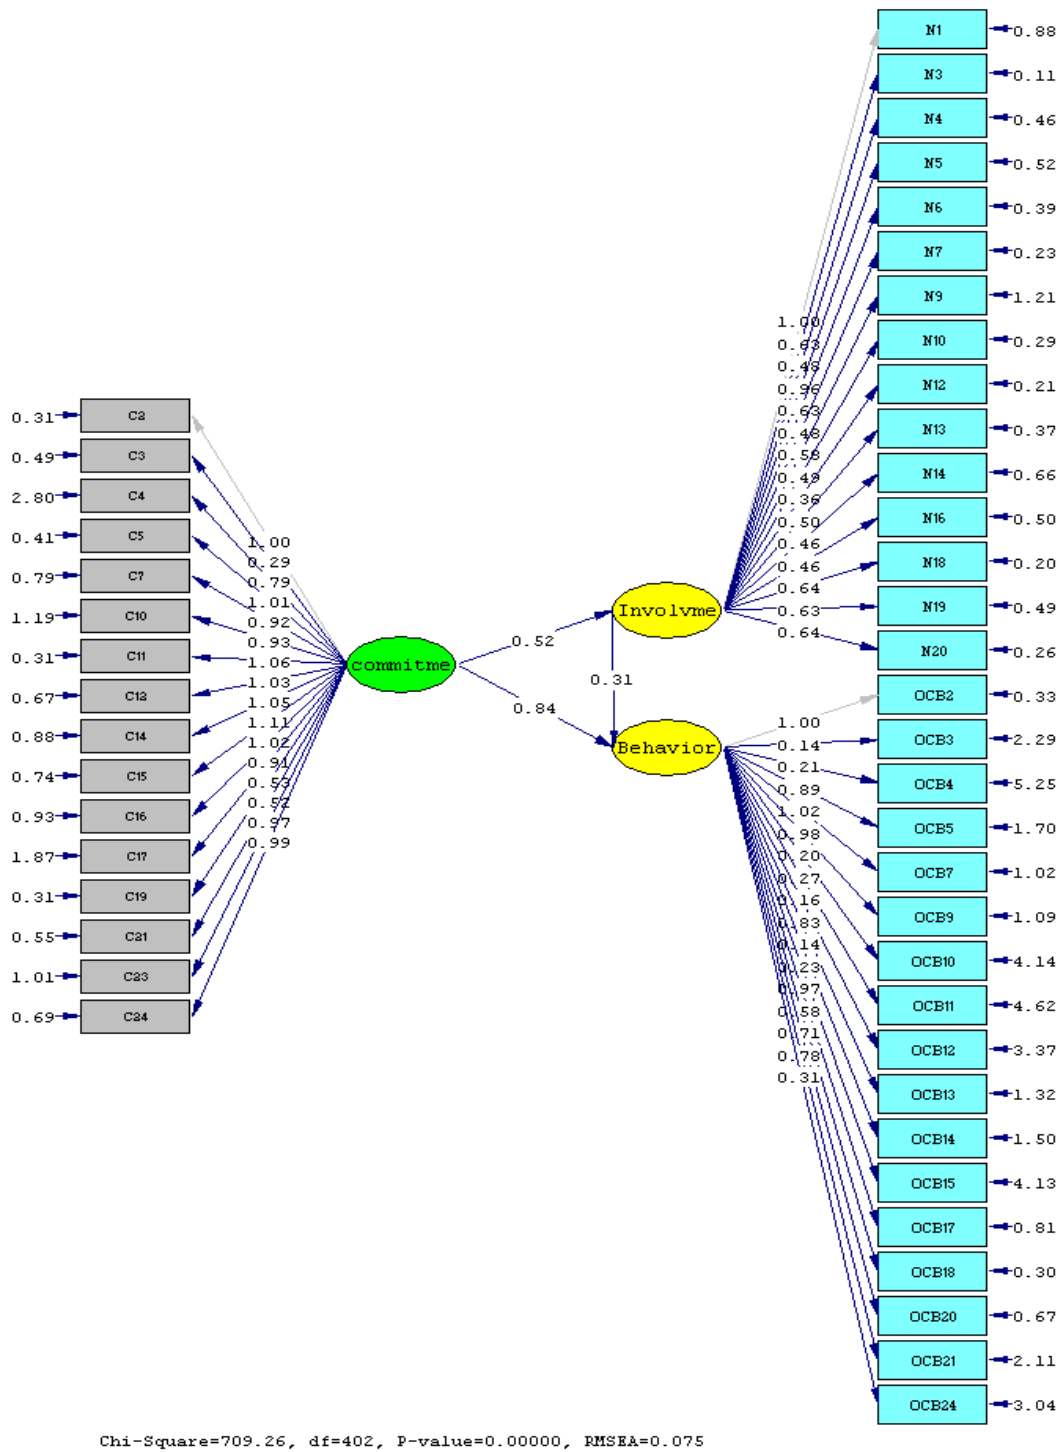 N1 0.88
N3 0.11
N4 0.46
N5 0.52
N6 0.39
N7 0.23
N9 1.21
N10 0.29
N12 0.21
N13 0.37
N14 0.66
N16 0.50
N18 0.20
N19 0.49
N20 0.26
OCB2 0.33
OCB3 2.29
OCB4 5.25
OCB5 1.70
OCB7 1.02
OCB9 1.09
OCB10 4.14
OCB11 4.62
OCB12 3.37
OCB13 1.32
OCB14 1.50
OCB15 4.13
OCB17 0.81
OCB18 0.30
OCB20 0.67
OCB21 2.11
OCB24 3.04
1.00
0.63
0.48
0.96
0.63
0.48
0.58
0.49
0.36
0.50
0.46
0.46
0.64
0.63
0.64
1.00
0.14
0.21
0.89
1.02
0.98
0.20
0.27
0.16
0.83
0.14
0.23
0.97
0.58
0.71
0.78
0.31
Involvme
0.31
Behavior
0.52
0.84
commitme
1.00
0.29
0.79
1.01
0.92
0.93
1.06
1.03
1.05
1.11
1.02
0.91
0.53
0.52
0.97
0.99
0.31 C2
0.49 C3
2.80 C4
0.41 C5
0.79 C7
1.19 C10
0.31 C11
0.67 C12
0.88 C14
0.74 C15
0.93 C16
1.87 C17
0.31 C19
0.55 C21
1.01 C23
0.69 C24
Chi-Square=709.26, df=402, P-value=0.00000, RMSEA=0.075